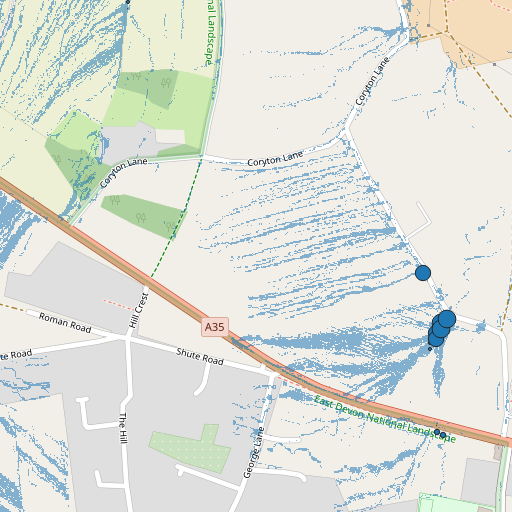 nal Landscape
Coryton Lane
Coryton Lane
Coryton Lane
A35
Hill Crest
Roman Road
Shute Road
ute Road
The Hill
George Lane
East Devon National Landscape